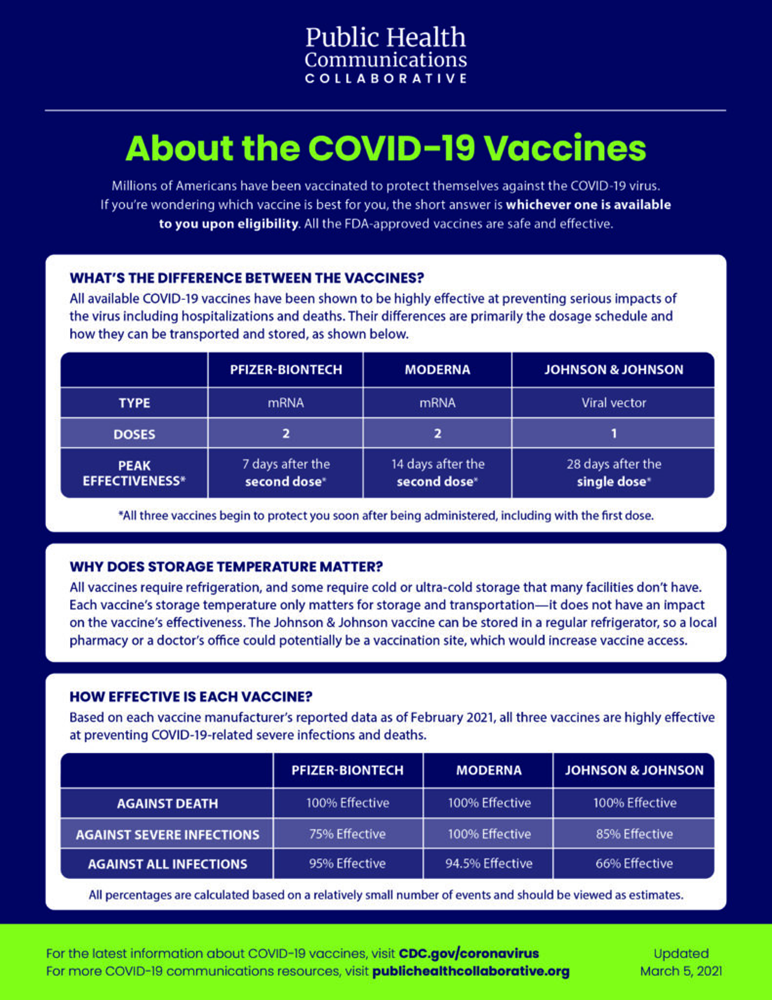 Public Health
Communications
COLLABORATIVE
About the COVID-19 Vaccines
Millions of Americans have been vaccinated to protect themselves against the COVID-19 virus.
If you're wondering which vaccine is best for you, the short answer is whichever one is available
to you upon eligibility. All the FDA-approved vaccines are safe and effective.
WHAT'S THE DIFFERENCE BETWEEN THE VACCINES?
All available COVID-19 vaccines have been shown to be highly effective at preventing serious impacts of
the virus including hospitalizations and deaths. Their differences are primarily the dosage schedule and
how they can be transported and stored, as shown below.
PFIZER-BIONTECH MODERNA JOHNSON & JOHNSON
TYPE mRNA mRNA Viral vector
DOSES 2 2 1
PEAK 7 days after the 14 days after the 28 days after the
EFFECTIVENESS* second dose* second dose* single dose*
*All three vaccines begin to protect you soon after being administered, including with the first dose.
WHY DOES STORAGE TEMPERATURE MATTER?
All vaccines require refrigeration, and some require cold or ultra-cold storage that many facilities don't have.
Each vaccine's storage temperature only matters for storage and transportation—it does not have an impact
on the vaccine's effectiveness. The Johnson & Johnson vaccine can be stored in a regular refrigerator, so a local
pharmacy or a doctor's office could potentially be a vaccination site, which would increase vaccine access.
HOW EFFECTIVE IS EACH VACCINE?
Based on each vaccine manufacturer's reported data as of February 2021, all three vaccines are highly effective
at preventing COVID-19-related severe infections and deaths.
PFIZER-BIONTECH MODERNA JOHNSON & JOHNSON
AGAINST DEATH 100% Effective 100% Effective 100% Effective
AGAINST SEVERE INFECTIONS 75% Effective 100% Effective 85% Effective
AGAINST ALL INFECTIONS 95% Effective 94.5% Effective 66% Effective
All percentages are calculated based on a relatively small number of events and should be viewed as estimates.
For the latest information about COVID-19 vaccines, visit CDC.gov/coronavirus Updated
For more COVID-19 communications resources, visit publichealthcollaborative.org March 5, 2021